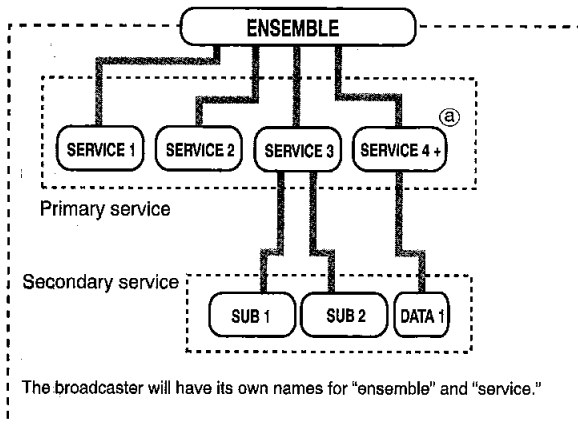 ENSEMBLE
ⓐ
SERVICE 1 SERVICE 2 SERVICE 3 SERVICE 4 +
Primary service
Secondary service
SUB 1 SUB 2 DATA 1
The broadcaster will have its own names for “ensemble” and “service.”